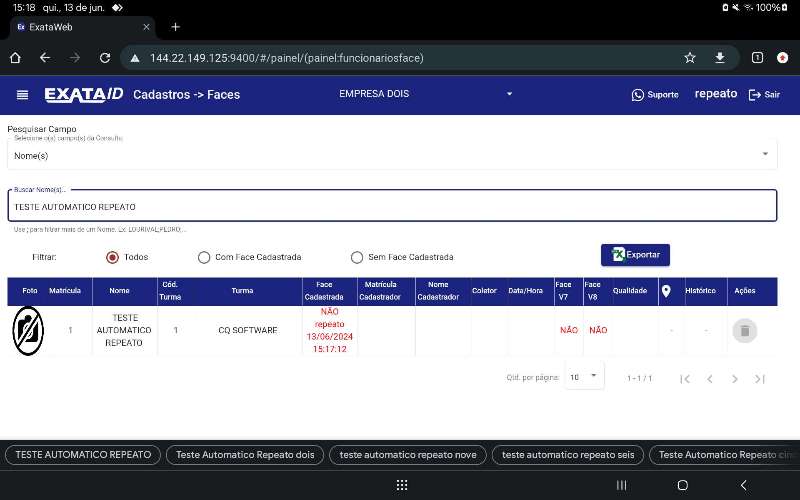 15:18 qui., 13 de jun.
100%
Ex ExataWeb
144.22.149.125:9400/#/painel/(painel:funcionariosface)
1
EXATA ID Cadastros -> Faces EMPRESA DOIS Suporte repeato Sair
Pesquisar Campo
Selecione o(s) campo(s) da Consulta
Nome(s)
Buscar Nome(s)...
TESTE AUTOMATICO REPEATO
Use ; para filtrar mais de um Nome. Ex: LOURIVAL;PEDRO;...
Filtrar: Todos Com Face Cadastrada Sem Face Cadastrada Exportar
Foto Matrícula Nome Cód. Turma Turma Face Cadastrada Matrícula Cadastrador Nome Cadastrador Coletor Data/Hora Face V7 Face V8 Qualidade Histórico Ações
1 TESTE AUTOMATICO REPEATO 1 CQ SOFTWARE NÃO repeato 13/06/2024 15:17:12 NÃO NÃO - -
Qtd. por página: 10 1 - 1 / 1
TESTE AUTOMATICO REPEATO Teste Automatico Repeato dois teste automatico repeato nove teste automatico repeato seis Teste Automatico Repeato cinc